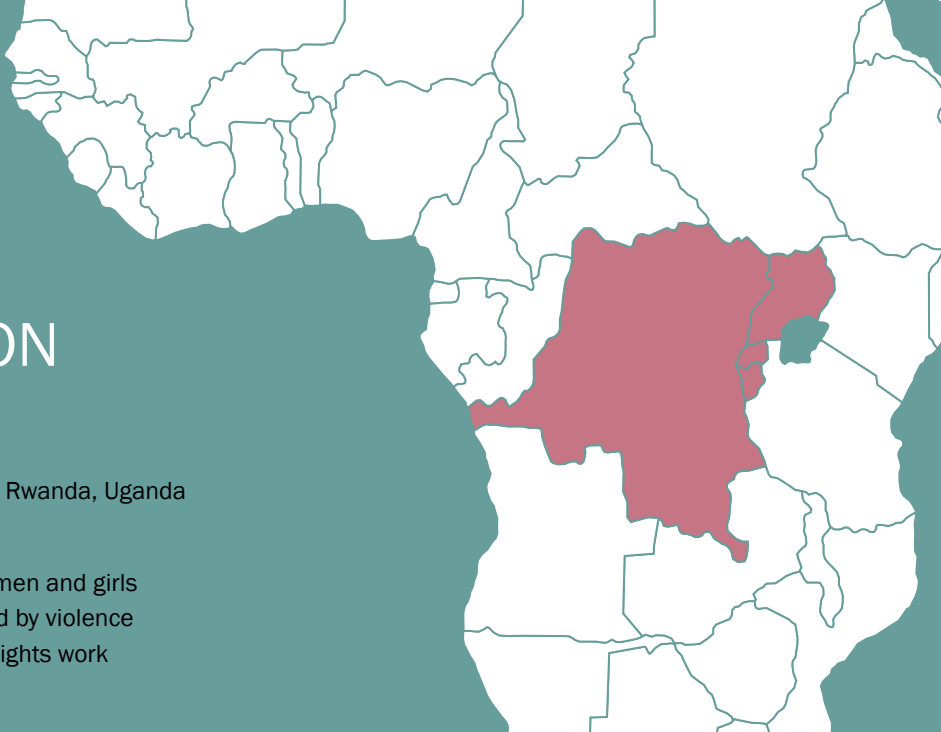 ON
Rwanda, Uganda
men and girls
d by violence
ights work